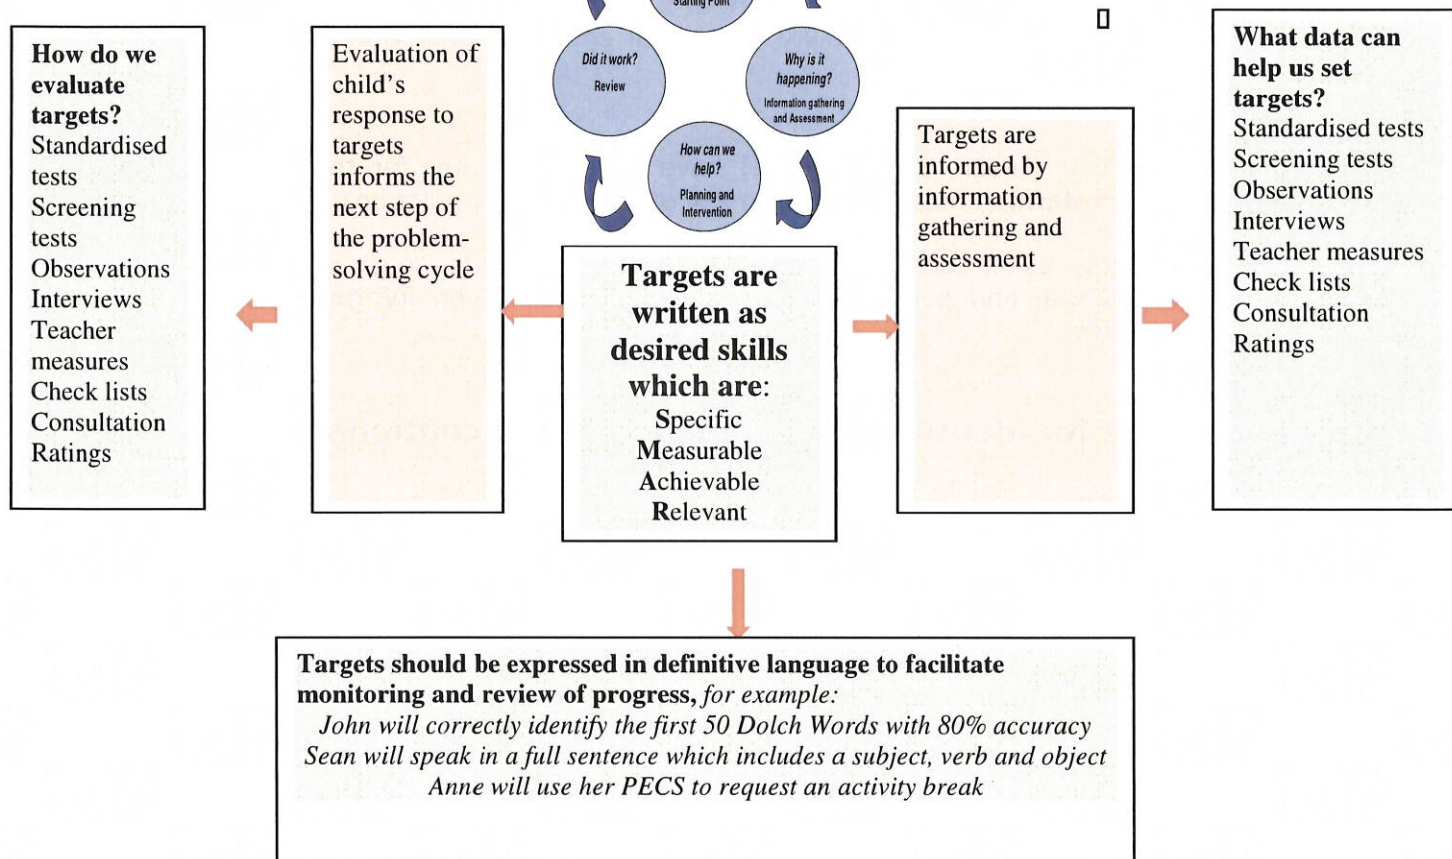 Starting Point
Did it work?
Review
Why is it
happening?
Information gathering
and Assessment
How can we
help?
Planning and
Intervention
How do we
evaluate
targets?
Standardised
tests
Screening
tests
Observations
Interviews
Teacher
measures
Check lists
Consultation
Ratings
Evaluation of
child's
response to
targets
informs the
next step of
the problem-
solving cycle
Targets are
written as
desired skills
which are:
Specific
Measurable
Achievable
Relevant
Targets are
informed by
information
gathering and
assessment
What data can
help us set
targets?
Standardised tests
Screening tests
Observations
Interviews
Teacher measures
Check lists
Consultation
Ratings
Targets should be expressed in definitive language to facilitate
monitoring and review of progress, for example:
John will correctly identify the first 50 Dolch Words with 80% accuracy
Sean will speak in a full sentence which includes a subject, verb and object
Anne will use her PECS to request an activity break